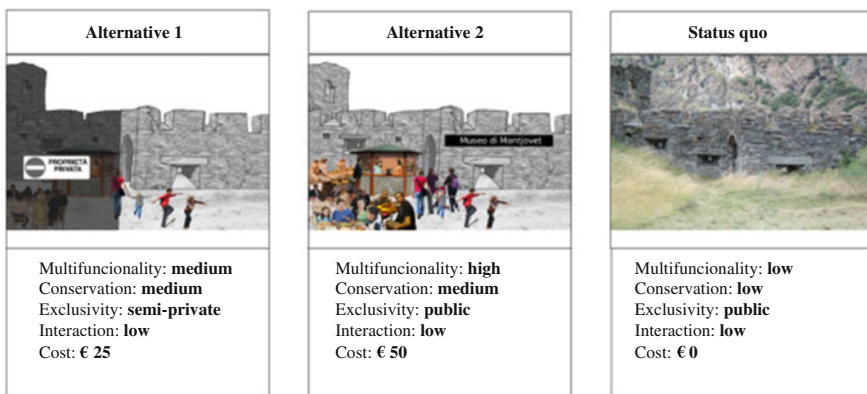 Alternative 1
PROPRIETÀ
PRIVATA
Multifuncionality: medium
Conservation: medium
Exclusivity: semi-private
Interaction: low
Cost: € 25
Alternative 2
Museo di Montjovet
Multifuncionality: high
Conservation: medium
Exclusivity: public
Interaction: low
Cost: € 50
Status quo
Multifuncionality: low
Conservation: low
Exclusivity: public
Interaction: low
Cost: € 0